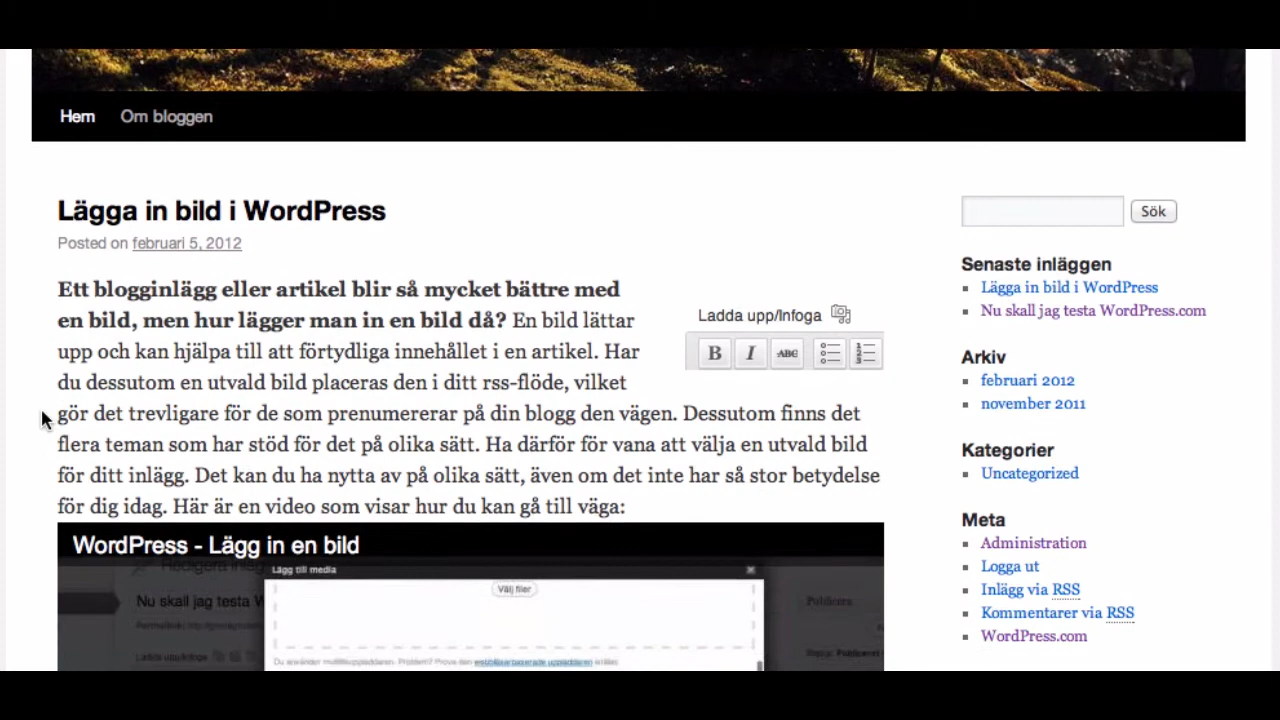 Hem Om bloggen
Lägga in bild i WordPress
Posted on februari 5, 2012
Ett blogginlägg eller artikel blir så mycket bättre med
en bild, men hur lägger man in en bild då? En bild lättar
upp och kan hjälpa till att förtydliga innehållet i en artikel. Har
du dessutom en utvald bild placeras den i ditt rss-flöde, vilket
gör det trevligare för de som prenumererar på din blogg den vägen. Dessutom finns det
flera teman som har stöd för det på olika sätt. Ha därför för vana att välja en utvald bild
för ditt inlägg. Det kan du ha nytta av på olika sätt, även om det inte har så stor betydelse
för dig idag. Här är en video som visar hur du kan gå till väga:
Ladda upp/Infoga
B I ABC
WordPress - Lägg in en bild
Lägg till media
Välj filer
Nu skall jag testa W
Publicera
Sök
Senaste inläggen
Lägga in bild i WordPress
Nu skall jag testa WordPress.com
Arkiv
februari 2012
november 2011
Kategorier
Uncategorized
Meta
Administration
Logga ut
Inlägg via RSS
Kommentarer via RSS
WordPress.com